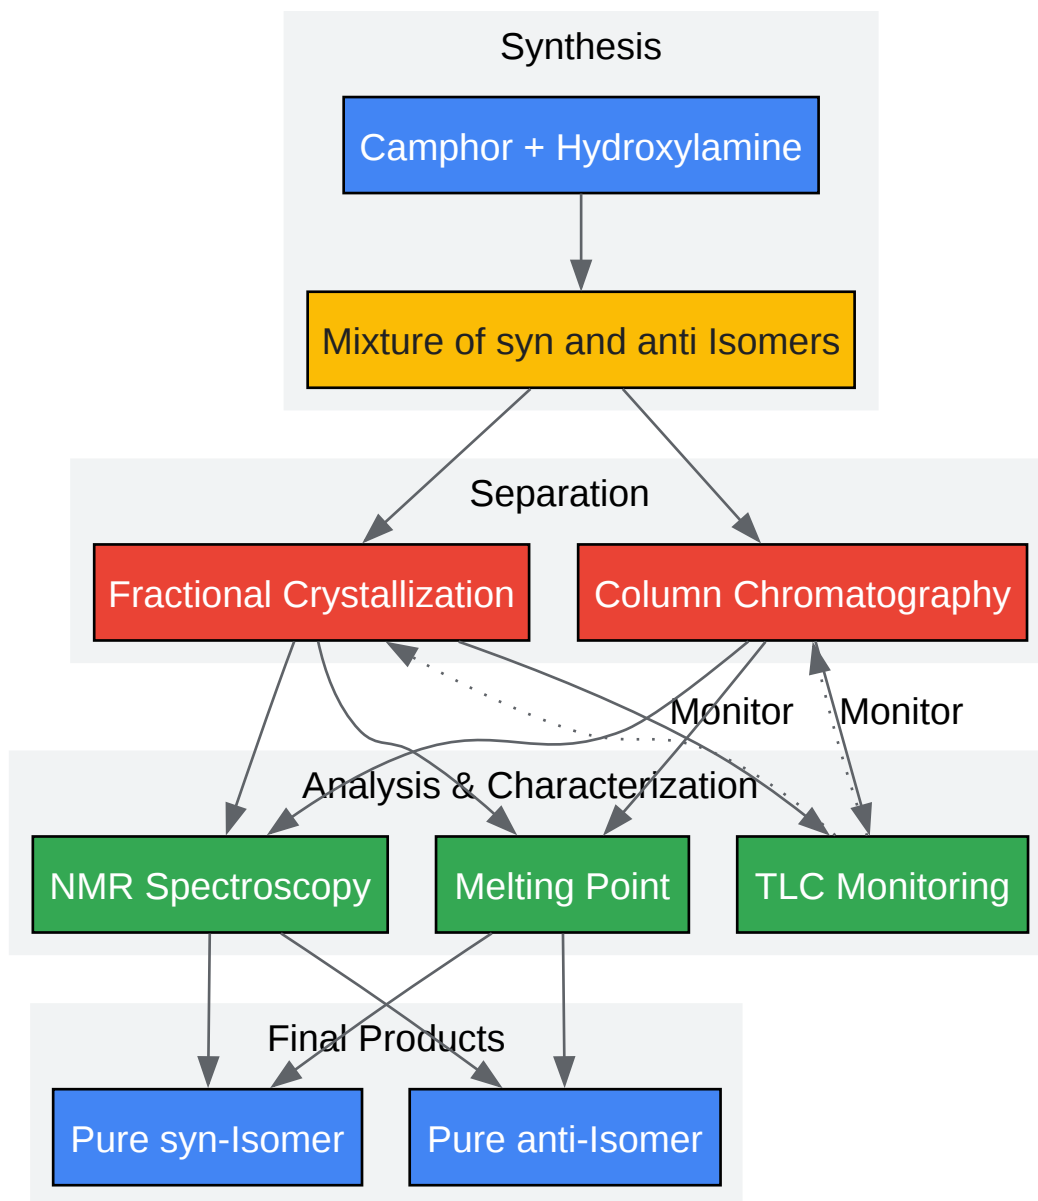 Synthesis
Camphor + Hydroxylamine
Mixture of syn and anti Isomers
Separation
Fractional Crystallization
Column Chromatography
Monitor
Monitor
Analysis & Characterization
NMR Spectroscopy
Melting Point
TLC Monitoring
Final Products
Pure syn-Isomer
Pure anti-Isomer